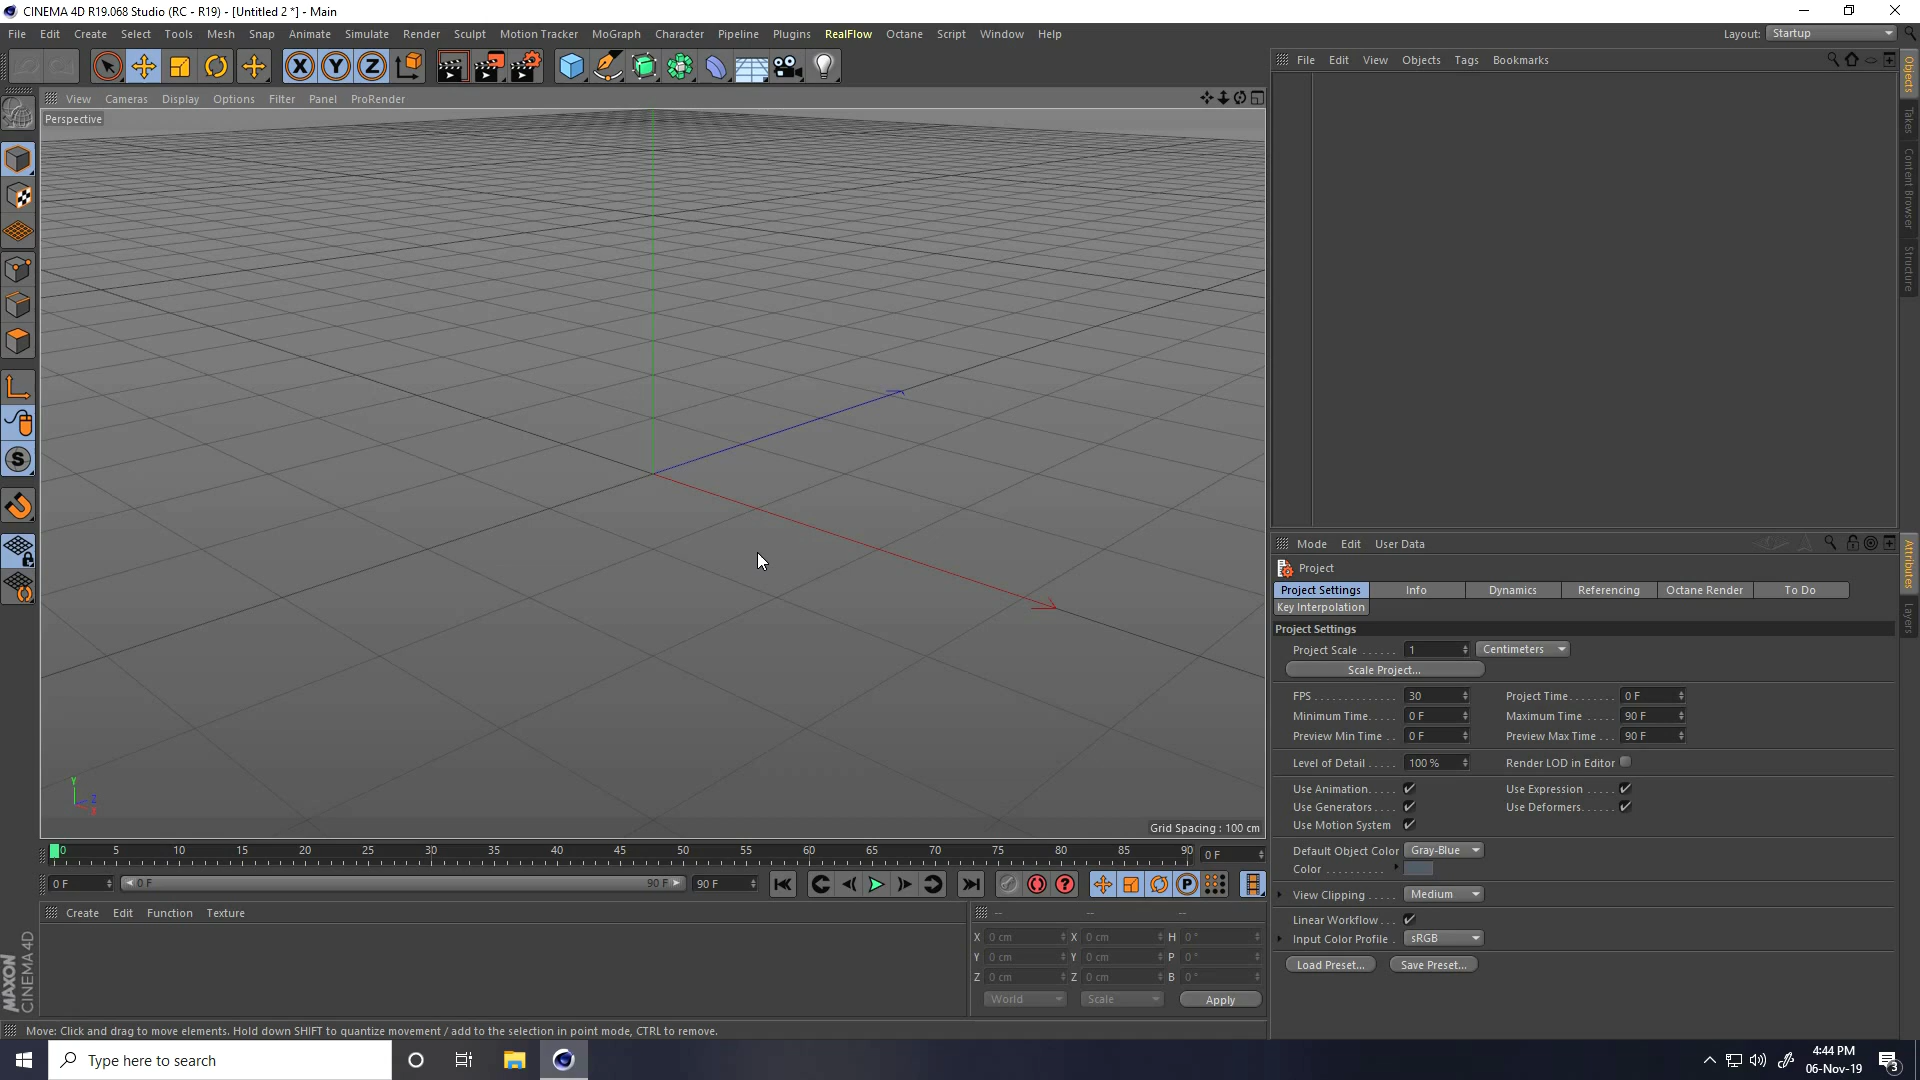 CINEMA 4D R19.068 Studio (RC - R19) - [Untitled 2 *] - Main
File Edit Create Select Tools Mesh Snap Animate Simulate Render Sculpt Motion Tracker MoGraph Character Pipeline Plugins RealFlow Octane Script Window Help
Layout: Startup
X Y Z
File Edit View Objects Tags Bookmarks
View Cameras Display Options Filter Panel ProRender
Perspective
Objects
Takes
Content Browser
Structure
S
Y
Z
X
Grid Spacing : 100 cm
Mode Edit User Data
Attributes
Layers
Project
Project Settings Info Dynamics Referencing Octane Render To Do
Key Interpolation
Project Settings
Project Scale 1 Centimeters
Scale Project...
FPS 30 Project Time 0 F
Minimum Time 0 F Maximum Time 90 F
Preview Min Time 0 F Preview Max Time 90 F
Level of Detail 100 % Render LOD in Editor
Use Animation Use Expression
Use Generators Use Deformers
Use Motion System
Default Object Color Gray-Blue
Color
View Clipping Medium
Linear Workflow
Input Color Profile sRGB
Load Preset... Save Preset...
0 5 10 15 20 25 30 35 40 45 50 55 60 65 70 75 80 85 90 0 F
0 F 0 F 90 F 90 F ? P
Create Edit Function Texture
-- -- --
X 0 cm X 0 cm H 0 °
Y 0 cm Y 0 cm P 0 °
Z 0 cm Z 0 cm B 0 °
World Scale Apply
MAXON
CINEMA 4D
Move: Click and drag to move elements. Hold down SHIFT to quantize movement / add to the selection in point mode, CTRL to remove.
Type here to search
4:44 PM
06-Nov-19
3